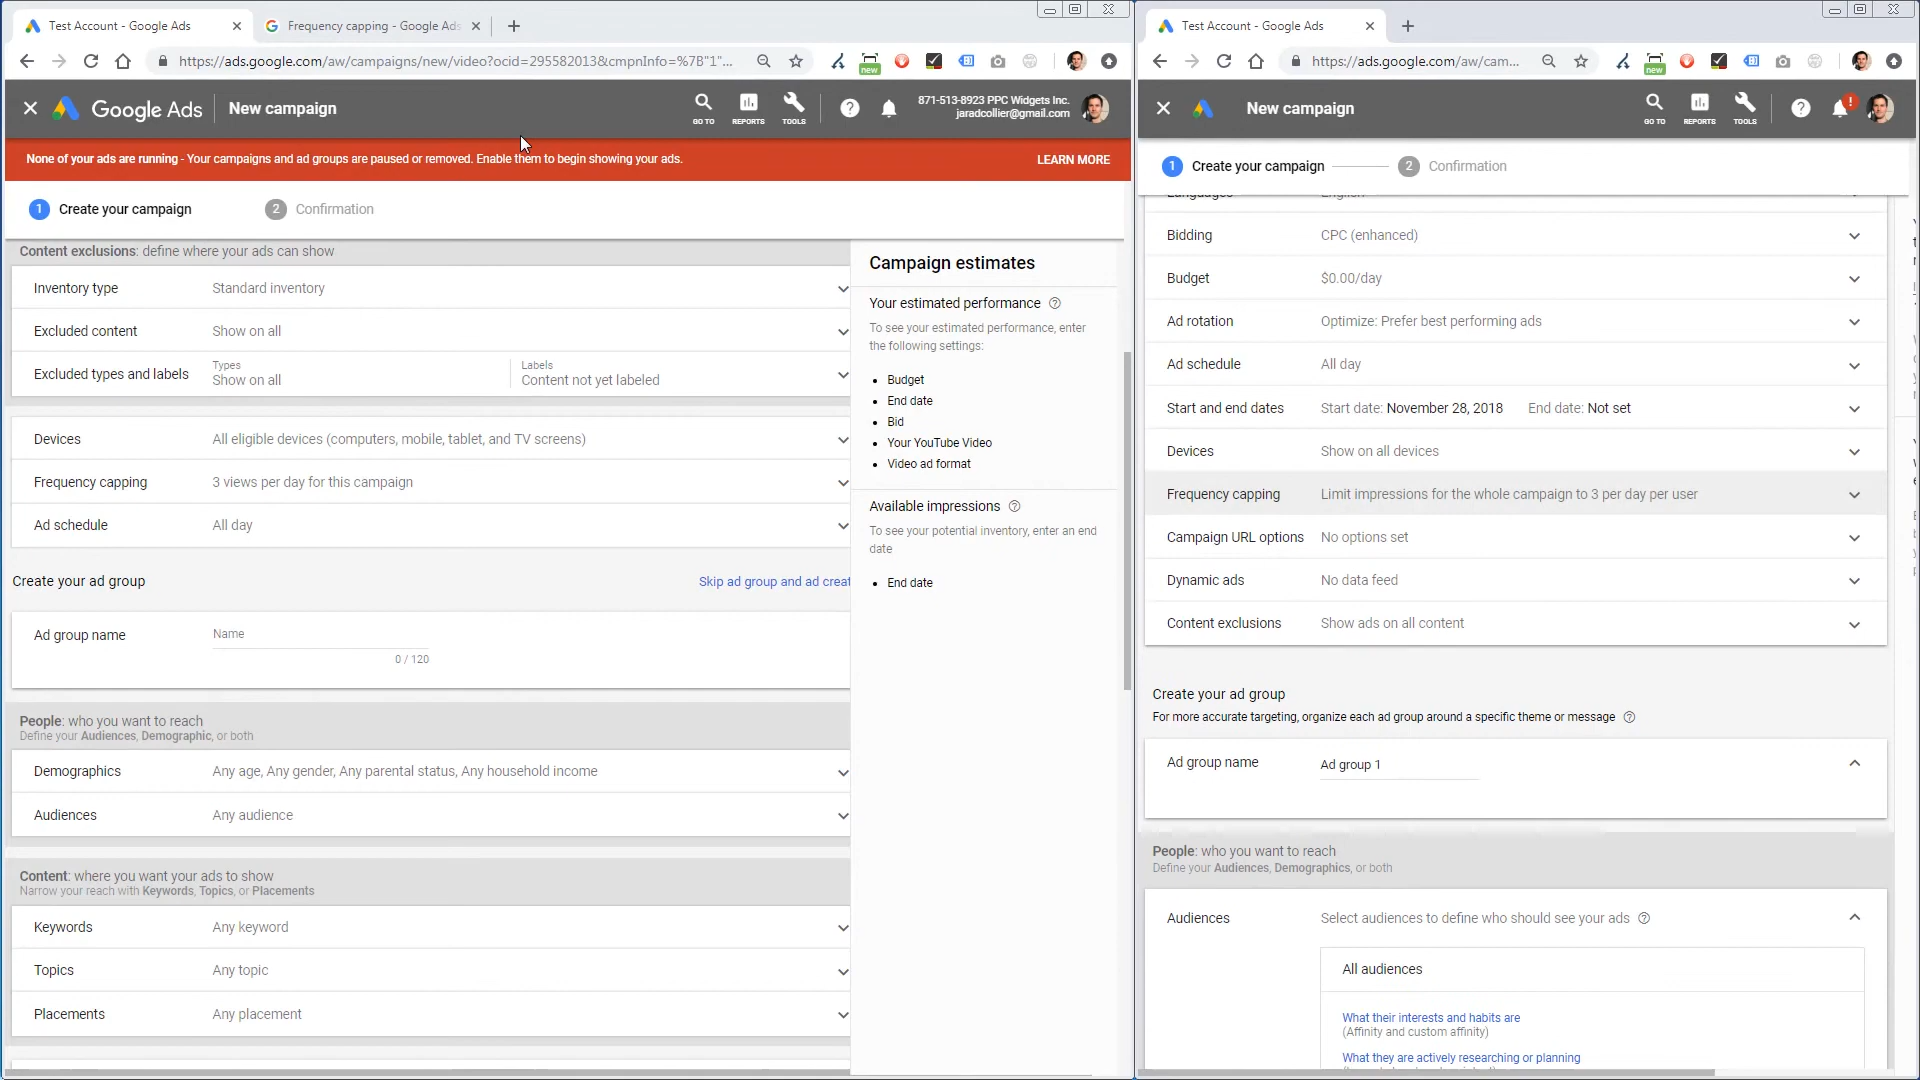 Test Account - Google Ads
Frequency capping - Google Ads
https://ads.google.com/aw/campaigns/new/video?ocid=295582013&cmpnInfo=%7B"1"...
new
Google Ads
New campaign
GO TO
REPORTS
TOOLS
871-513-8923 PPC Widgets Inc.
jaradcollier@gmail.com
None of your ads are running - Your campaigns and ad groups are paused or removed. Enable them to begin showing your ads.
LEARN MORE
1 Create your campaign
2 Confirmation
Content exclusions: define where your ads can show
Inventory type Standard inventory
Excluded content Show on all
Excluded types and labels
Types
Show on all
Labels
Content not yet labeled
Devices All eligible devices (computers, mobile, tablet, and TV screens)
Frequency capping 3 views per day for this campaign
Ad schedule All day
Create your ad group
Skip ad group and ad creat
Ad group name
Name
0 / 120
People: who you want to reach
Define your Audiences, Demographic, or both
Demographics Any age, Any gender, Any parental status, Any household income
Audiences Any audience
Content: where you want your ads to show
Narrow your reach with Keywords, Topics, or Placements
Keywords Any keyword
Topics Any topic
Placements Any placement
Campaign estimates
Your estimated performance
To see your estimated performance, enter
the following settings:
• Budget
• End date
• Bid
• Your YouTube Video
• Video ad format
Available impressions
To see your potential inventory, enter an end
date
• End date
Test Account - Google Ads
https://ads.google.com/aw/cam...
new
New campaign
GO TO
REPORTS
TOOLS
!
1 Create your campaign
2 Confirmation
Languages English
Bidding CPC (enhanced)
Budget $0.00/day
Ad rotation Optimize: Prefer best performing ads
Ad schedule All day
Start and end dates Start date: November 28, 2018 End date: Not set
Devices Show on all devices
Frequency capping Limit impressions for the whole campaign to 3 per day per user
Campaign URL options No options set
Dynamic ads No data feed
Content exclusions Show ads on all content
Create your ad group
For more accurate targeting, organize each ad group around a specific theme or message
Ad group name Ad group 1
People: who you want to reach
Define your Audiences, Demographics, or both
Audiences Select audiences to define who should see your ads
All audiences
What their interests and habits are
(Affinity and custom affinity)
What they are actively researching or planning